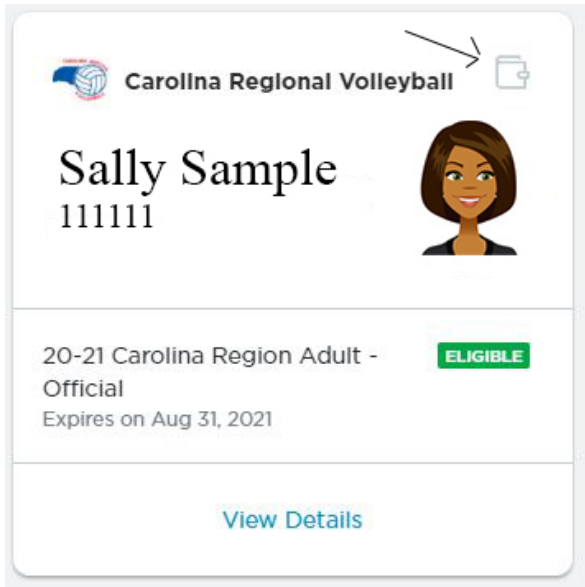 Carolina Regional Volleyball
Sally Sample
111111
20-21 Carolina Region Adult -
Official
ELIGIBLE
Expires on Aug 31, 2021
View Details